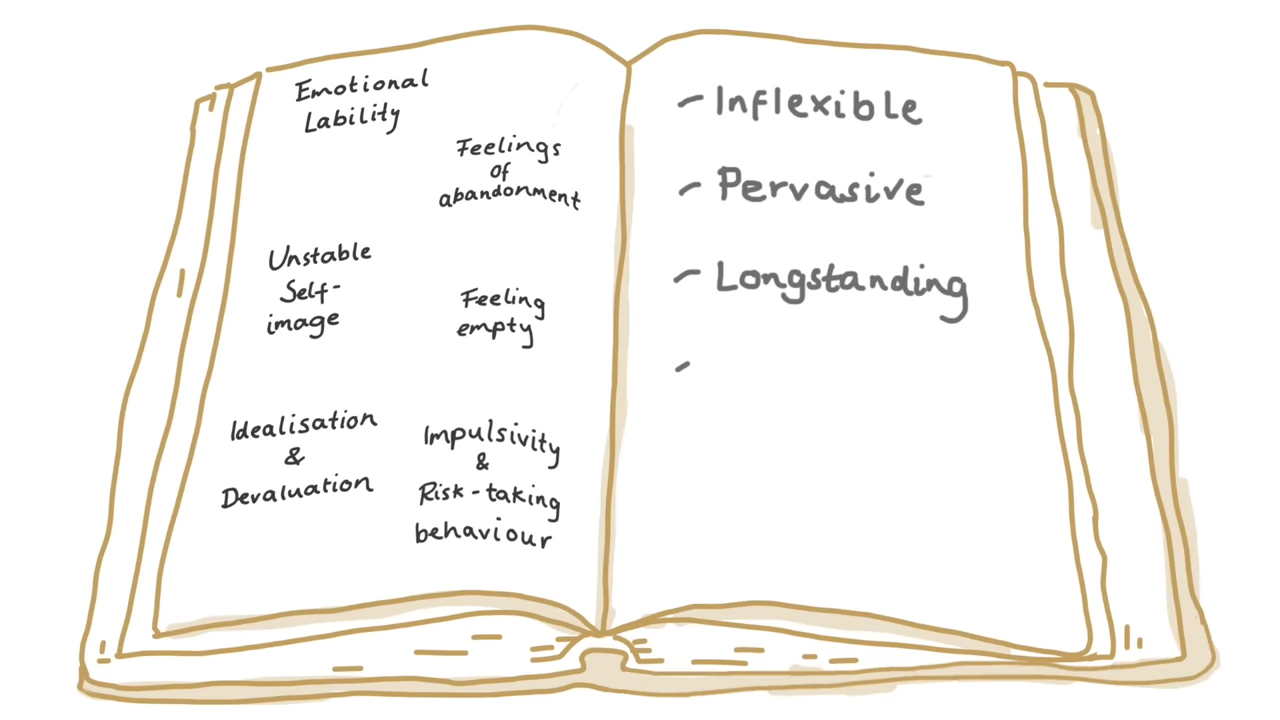 Emotional
Lability
Feelings
of
abandonment
Unstable
Self-
image
Feeling
empty
Idealisation
&
Devaluation
Impulsivity
&
Risk-taking
behaviour
- Inflexible
- Pervasive
- Longstanding
-